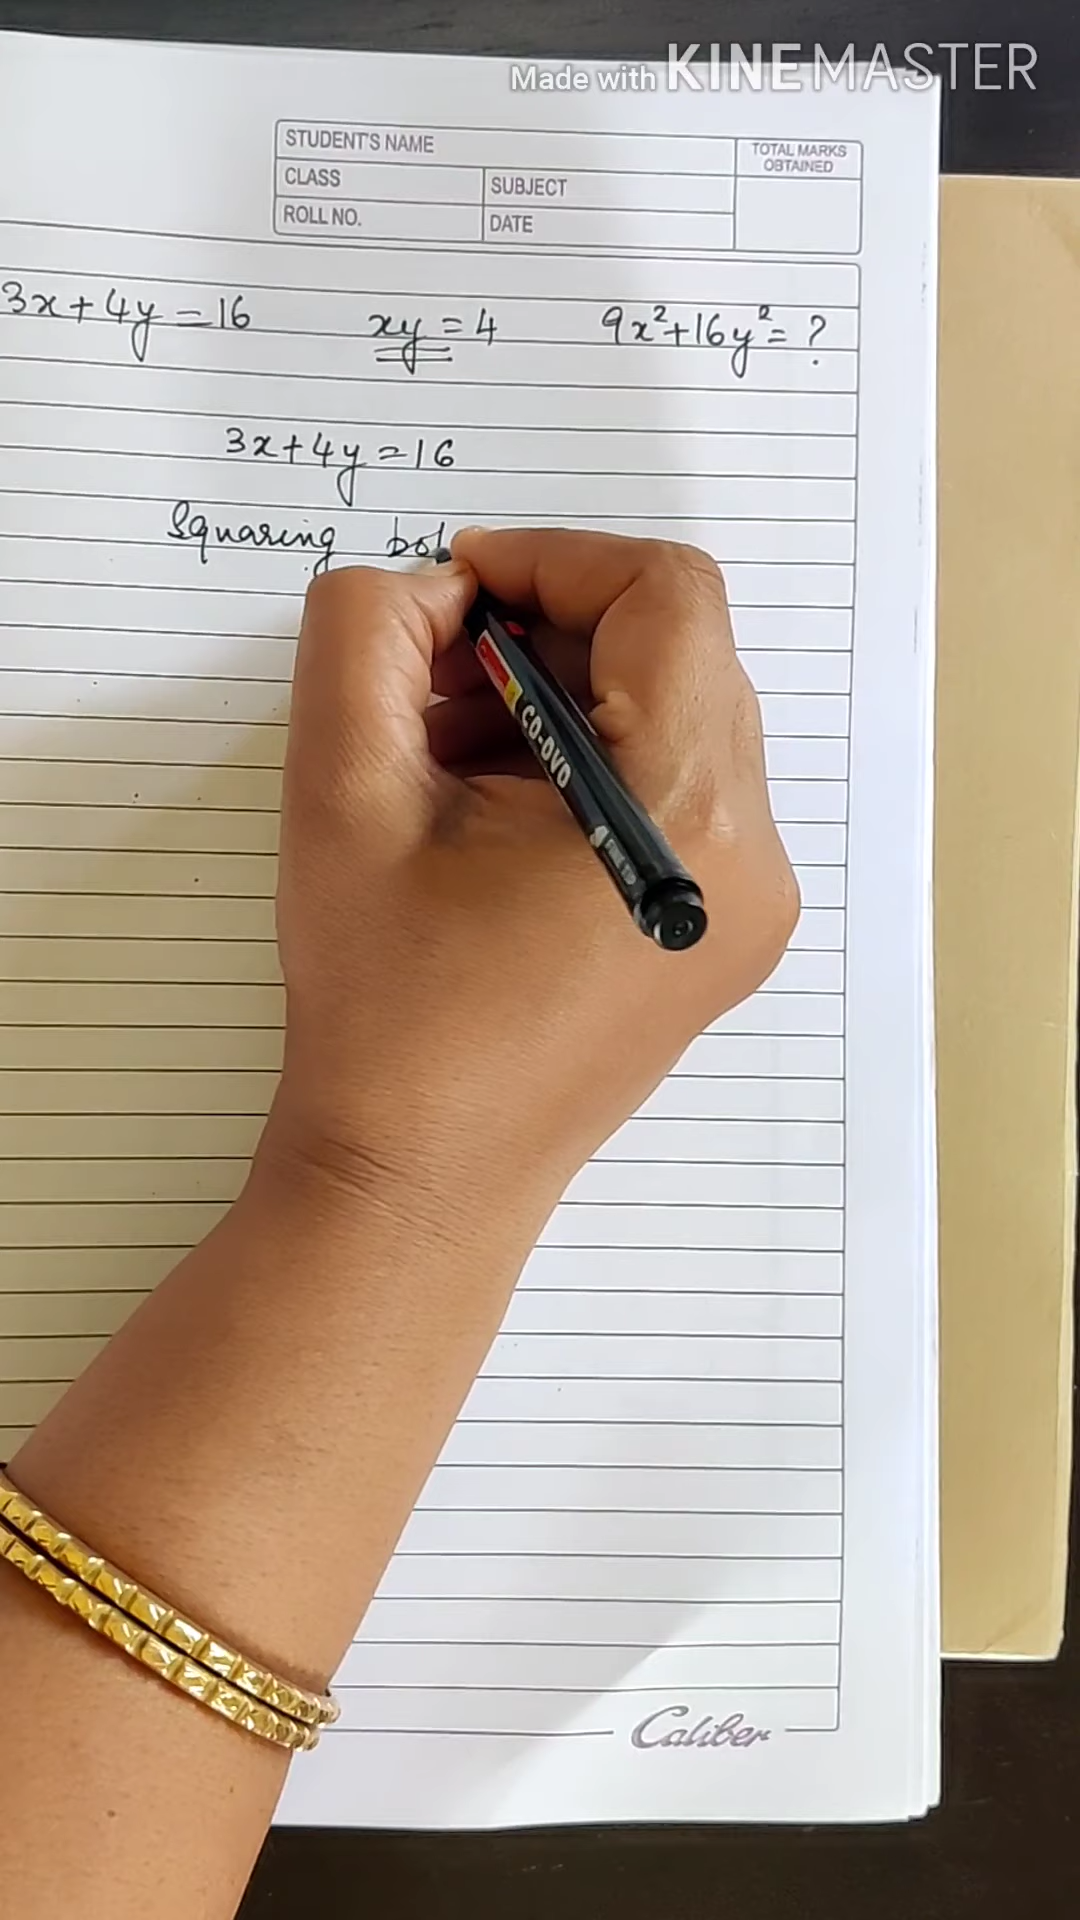 Made with KINEMASTER
STUDENT'S NAME
TOTAL MARKS OBTAINED
CLASS
SUBJECT
ROLL NO.
DATE
3x+4y=16 xy=4 9x²+16y²=?
3x+4y=16
Squaring
CO-OVO
Caliber